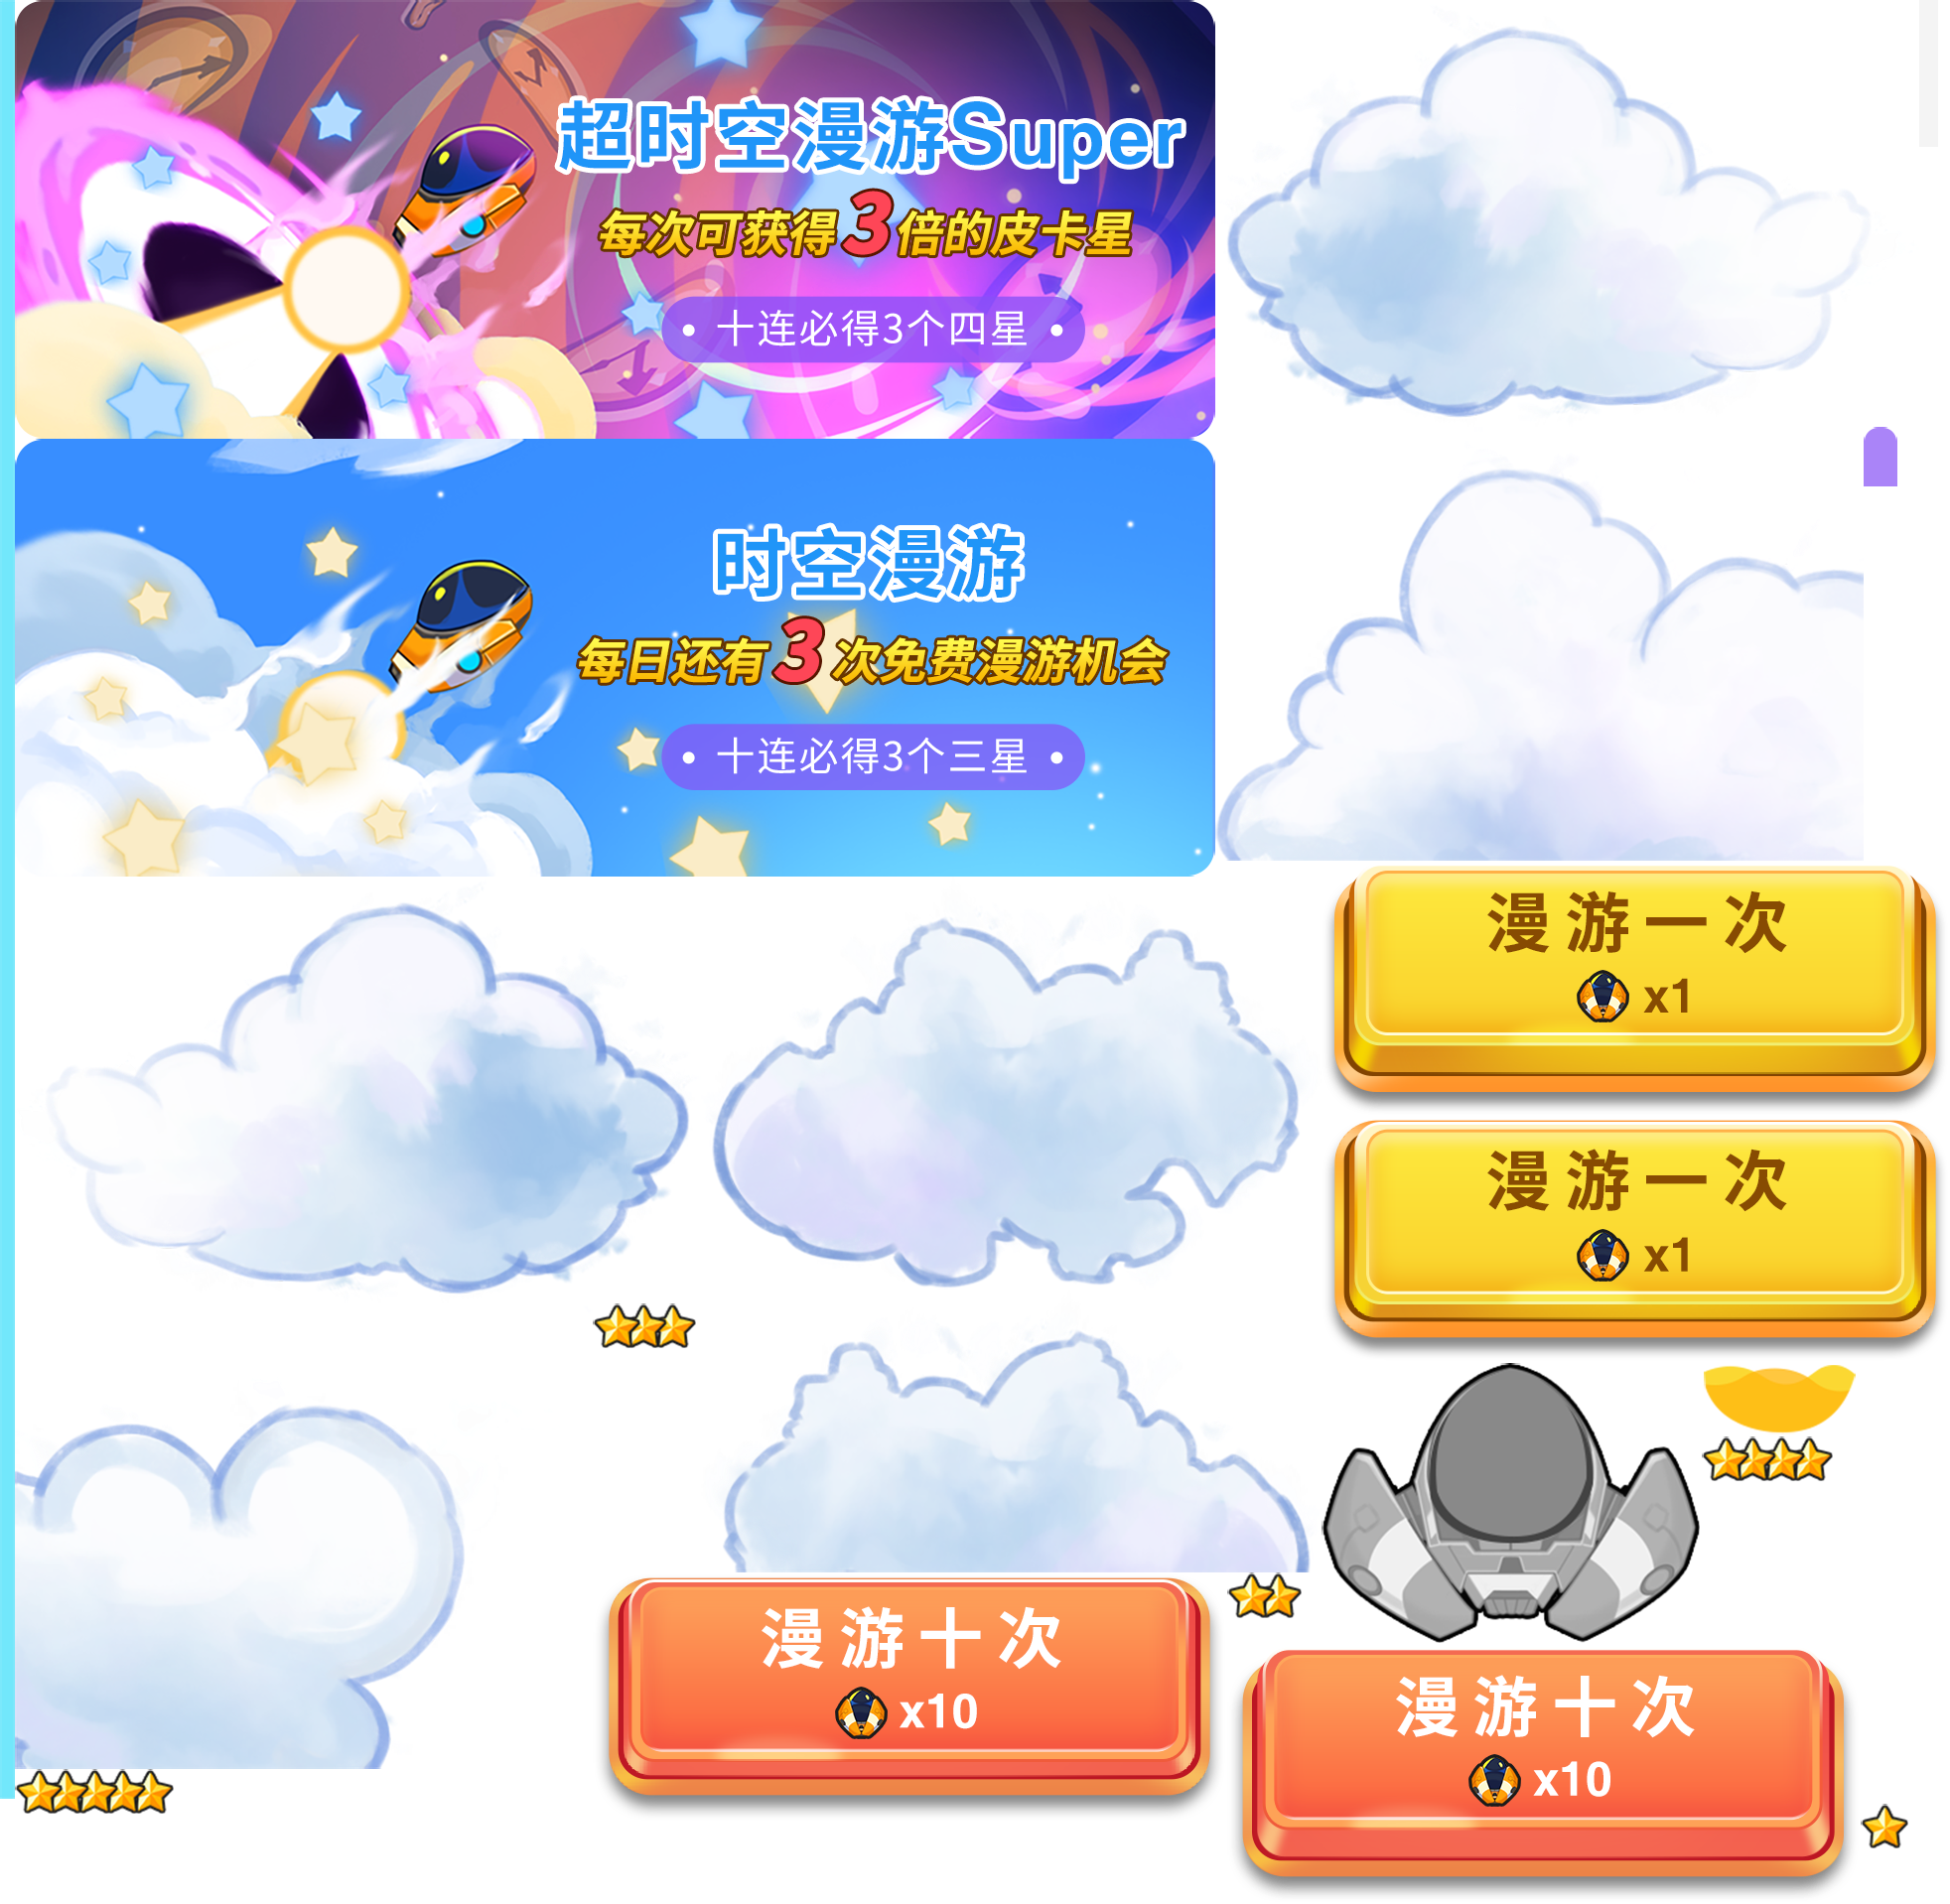 超时空漫游Super
每次可获得3倍的皮卡星
• 十连必得3个四星 •
时空漫游
每日还有3次免费漫游机会
• 十连必得3个三星 •
漫游一次
x1
漫游一次
x1
漫游十次
x10
漫游十次
x10